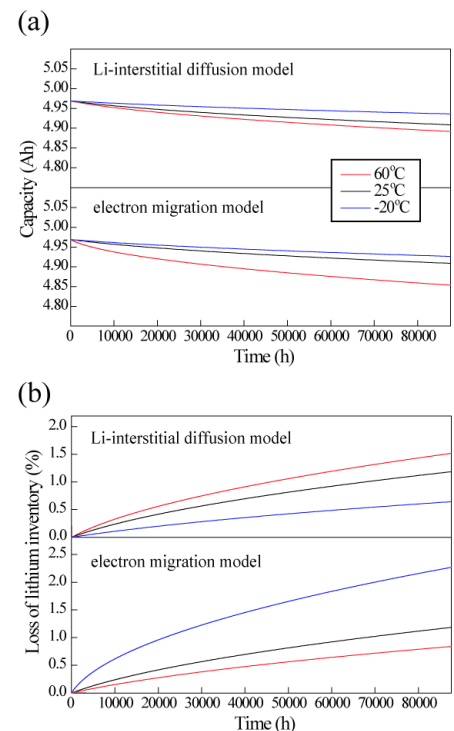 (a)
5.05
Li-interstitial diffusion model
5.00
4.95
4.90
4.85
4.80
Capacity (Ah)
60°C
25°C
-20°C
electron migration model
5.05
5.00
4.95
4.90
4.85
4.80
0 10000 20000 30000 40000 50000 60000 70000 80000
Time (h)
(b)
2.0
Li-interstitial diffusion model
1.5
1.0
0.5
0.0
Loss of lithium inventory (%)
electron migration model
2.5
2.0
1.5
1.0
0.5
0.0
0 10000 20000 30000 40000 50000 60000 70000 80000
Time (h)